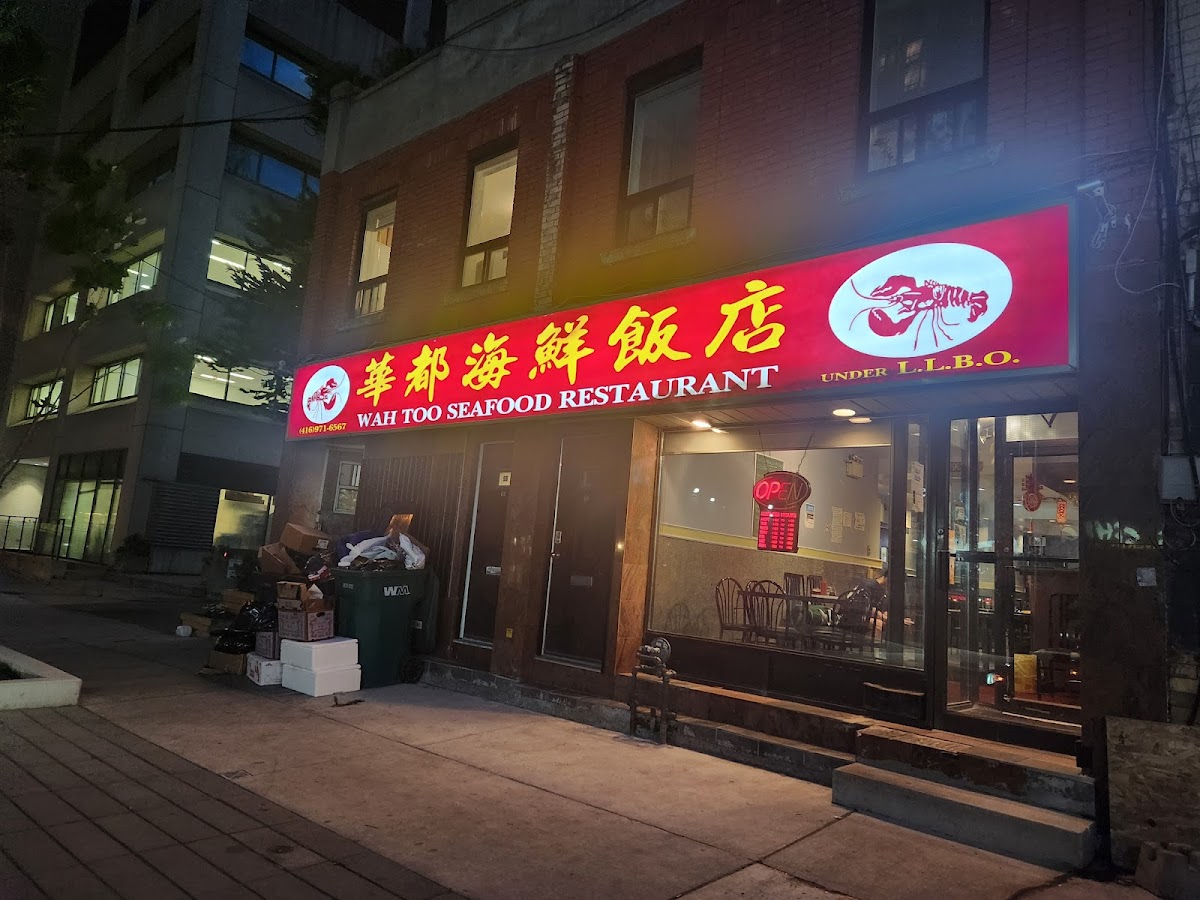 華都海鮮飯店
WAH TOO SEAFOOD RESTAURANT
(416)971-6567
UNDER L.L.B.O.
OPEN
WM